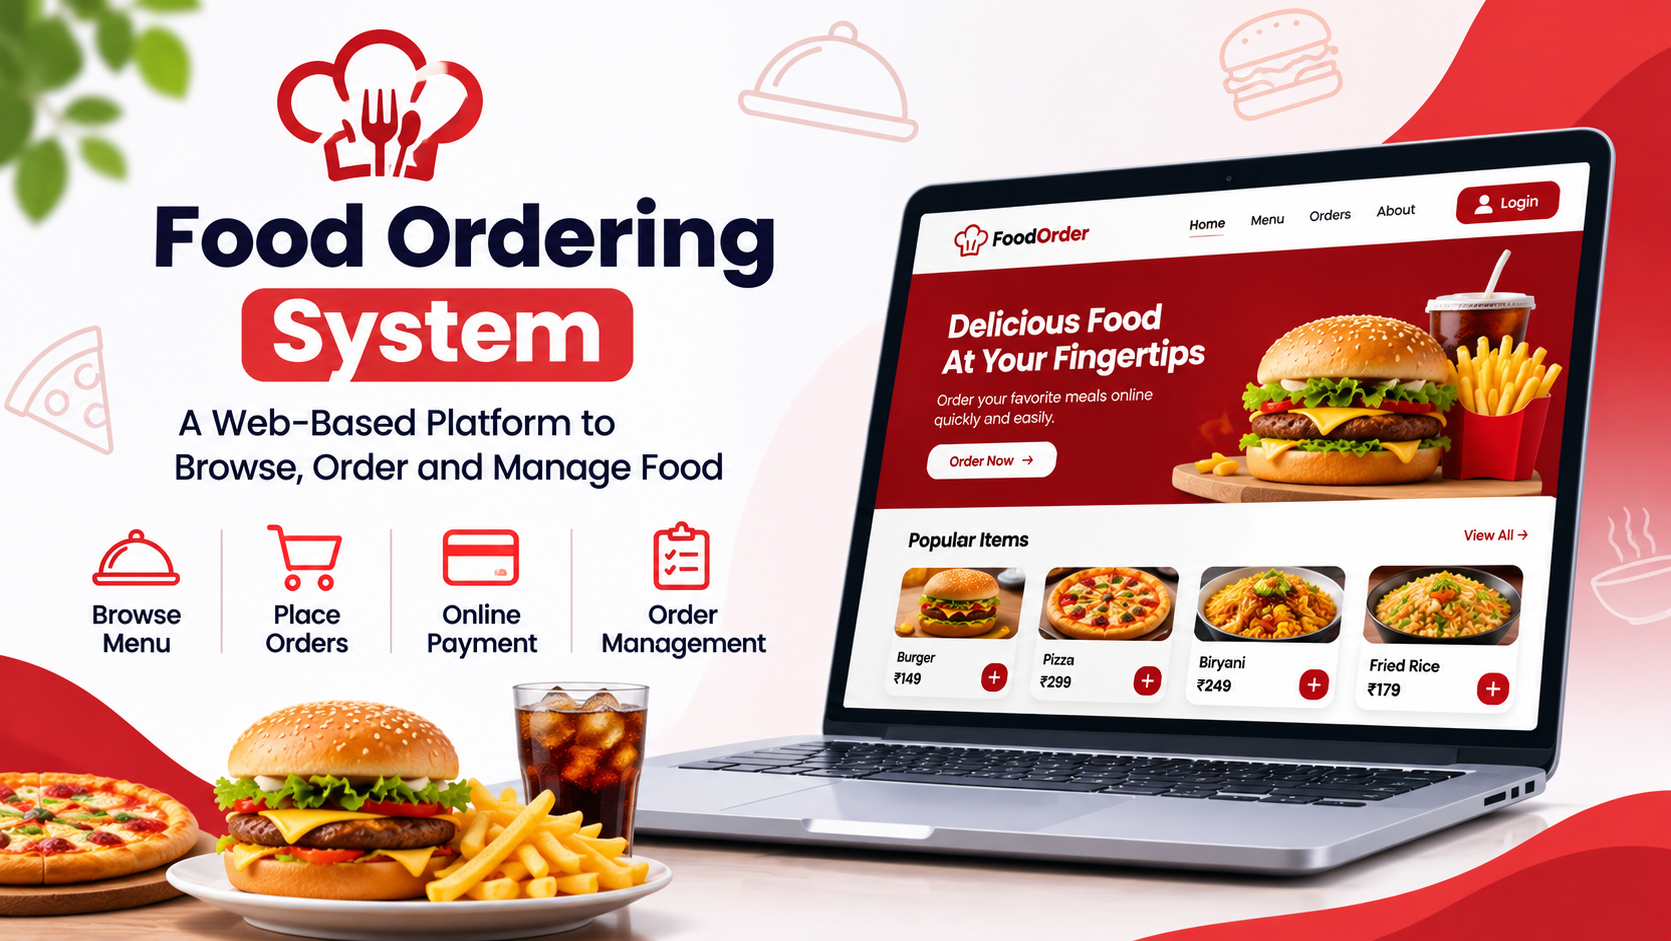 Food Ordering
System
A Web-Based Platform to
Browse, Order and Manage Food
Browse
Menu
Place
Orders
Online
Payment
Order
Management
FoodOrder
Home
Menu
Orders
About
Login
Delicious Food
At Your Fingertips
Order your favorite meals online
quickly and easily.
Order Now →
Popular Items
View All →
Burger
₹149
Pizza
₹299
Biryani
₹249
Fried Rice
₹179